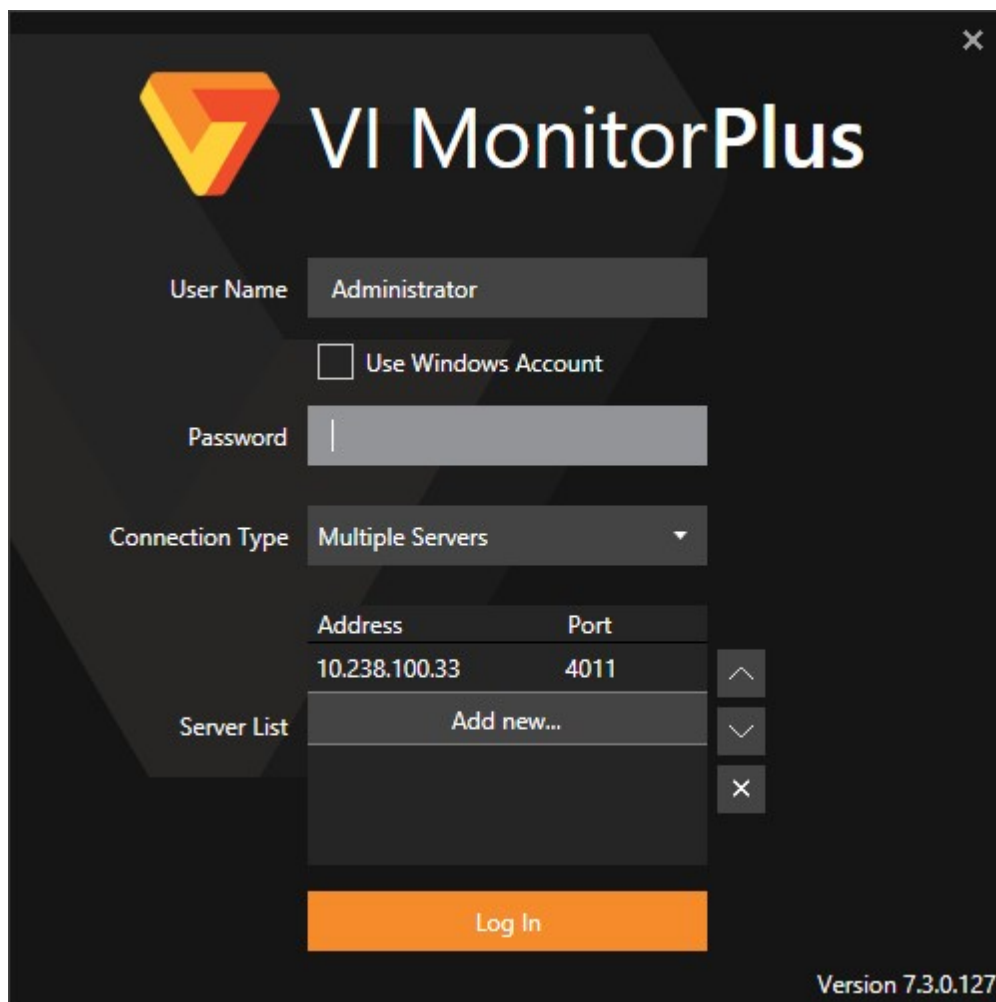 VI MonitorPlus
User Name
Administrator
Use Windows Account
Password
Connection Type
Multiple Servers
Address Port
10.238.100.33 4011
Server List
Add new...
Log In
Version 7.3.0.127